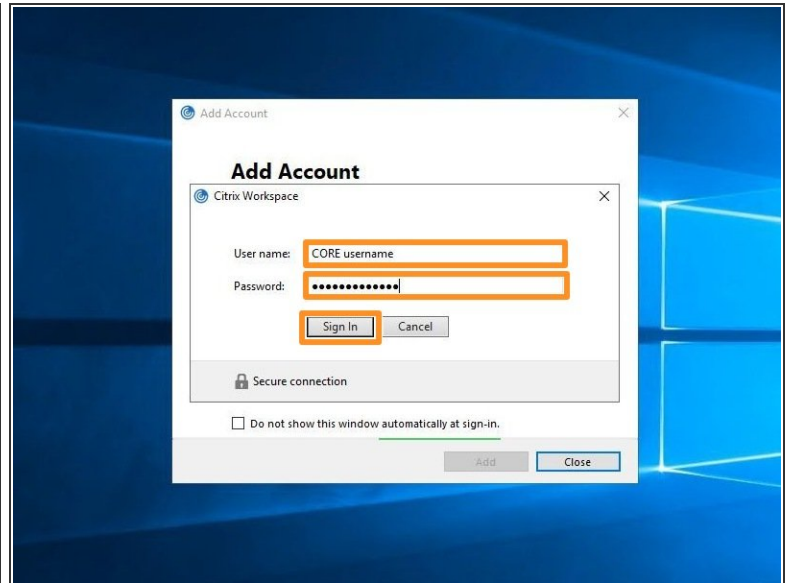 Add Account
Add Account
Citrix Workspace
User name: CORE username
Password: •••••••••••••
Sign In Cancel
Secure connection
Do not show this window automatically at sign-in.
Add Close